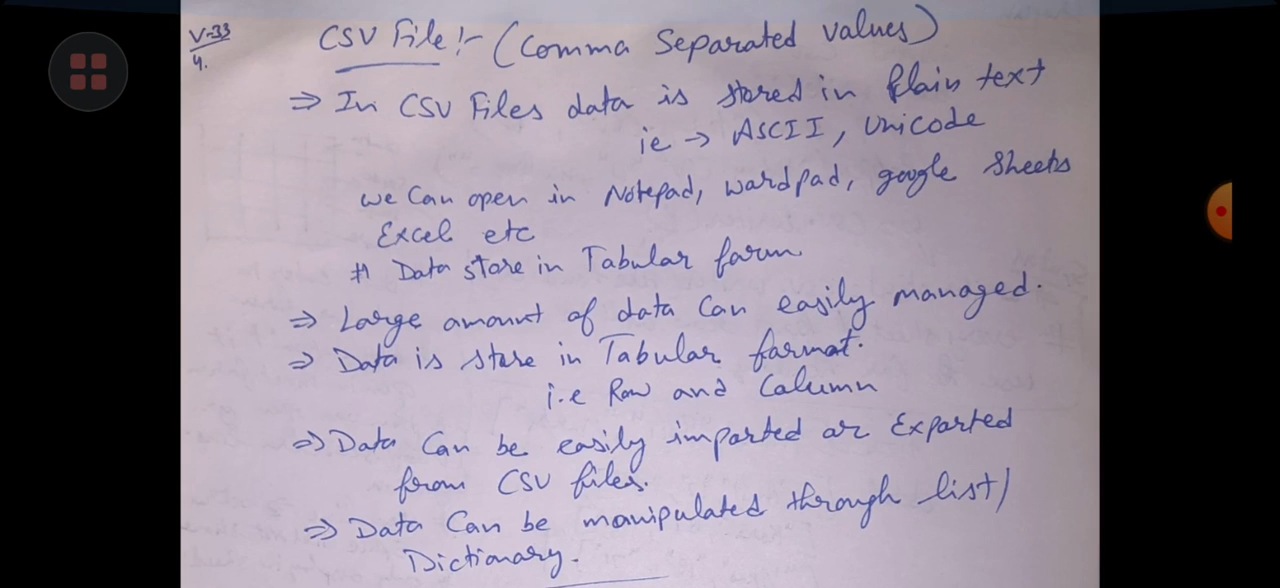 V-33
4.
CSV File:- (Comma Separated values)
⇒ In CSV Files data is stored in Plain text
ie → ASCII, Unicode
we can open in Notepad, wardpad, google Sheets
Excel etc
# Data store in Tabular form
⇒ Large amount of data can easily managed.
⇒ Data is store in Tabular format.
i.e Row and Column
⇒ Data Can be easily imported or Exported
from CSV files.
⇒ Data Can be manipulated through list/
Dictionary.